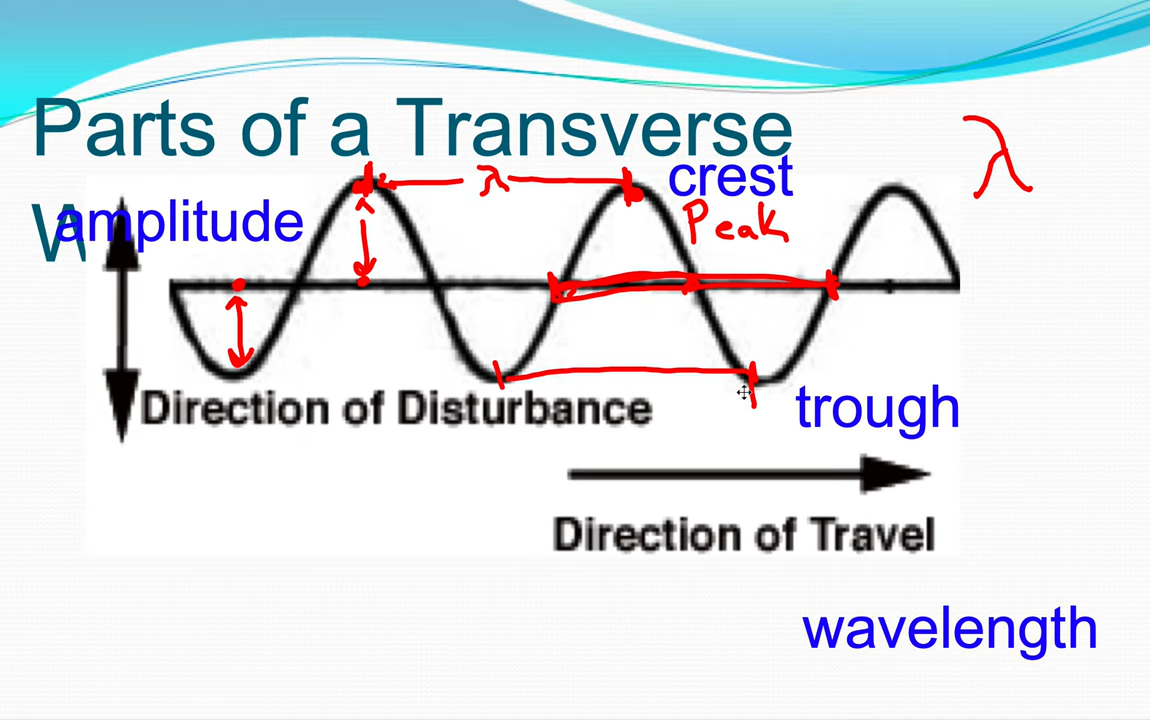 Parts of a Transverse
W
amplitude
λ
crest
λ
Peak
Direction of Disturbance
trough
Direction of Travel
wavelength